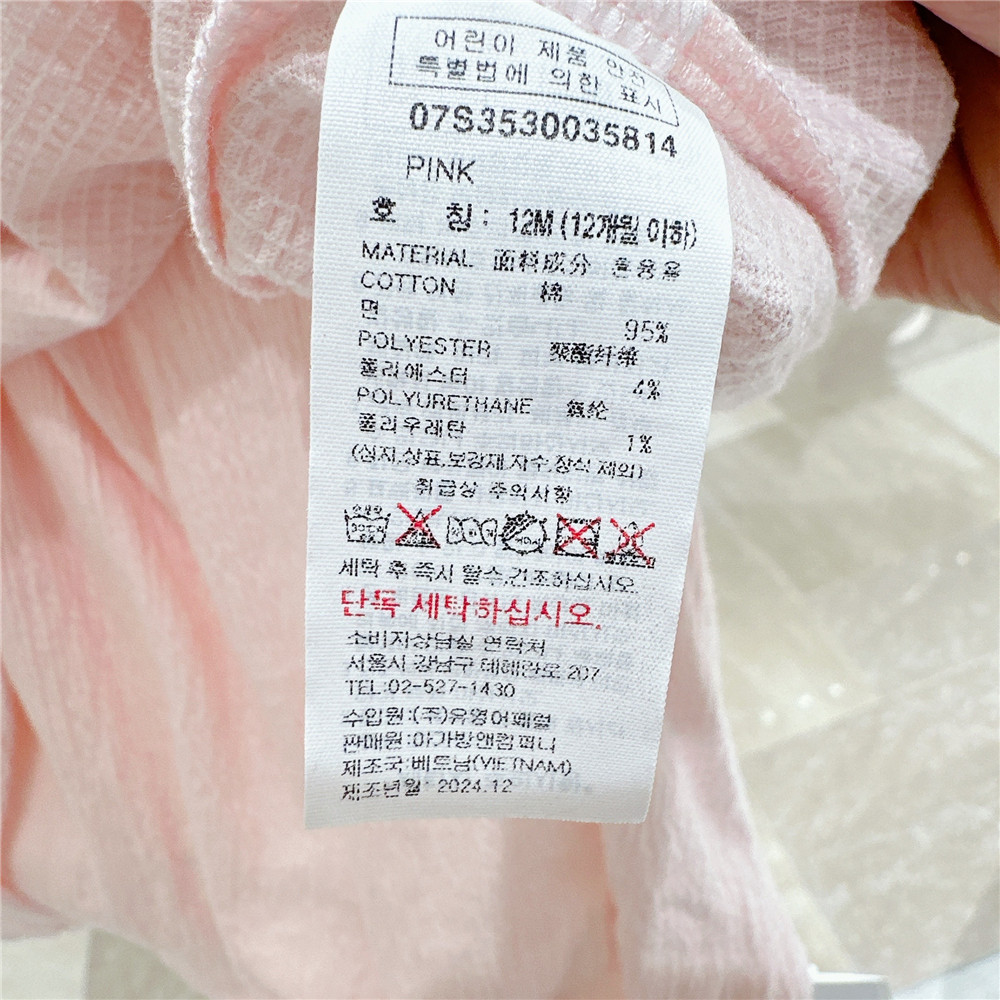 어린이 제품 안전
특별법에 의한 표시
07S3530035814
PINK
호 칭 : 12M (12개월 이하)
MATERIAL 面料成分 혼용율
COTTON 棉
면 95%
POLYESTER 聚酯纤维
폴리에스터 4%
POLYURETHANE 氨纶
폴리우레탄 1%
(심지,상표,보강재,자수,장식 제외)
취급상 주의사항
세탁 후 즉시 탈수,건조하십시오.
단독 세탁하십시오.
소비자상담실 연락처
서울시 강남구 테헤란로 207
TEL:02-527-1430
수입원:(주)유영어패럴
판매원:아가방앤컴퍼니
제조국:베트남(VIETNAM)
제조년월: 2024.12